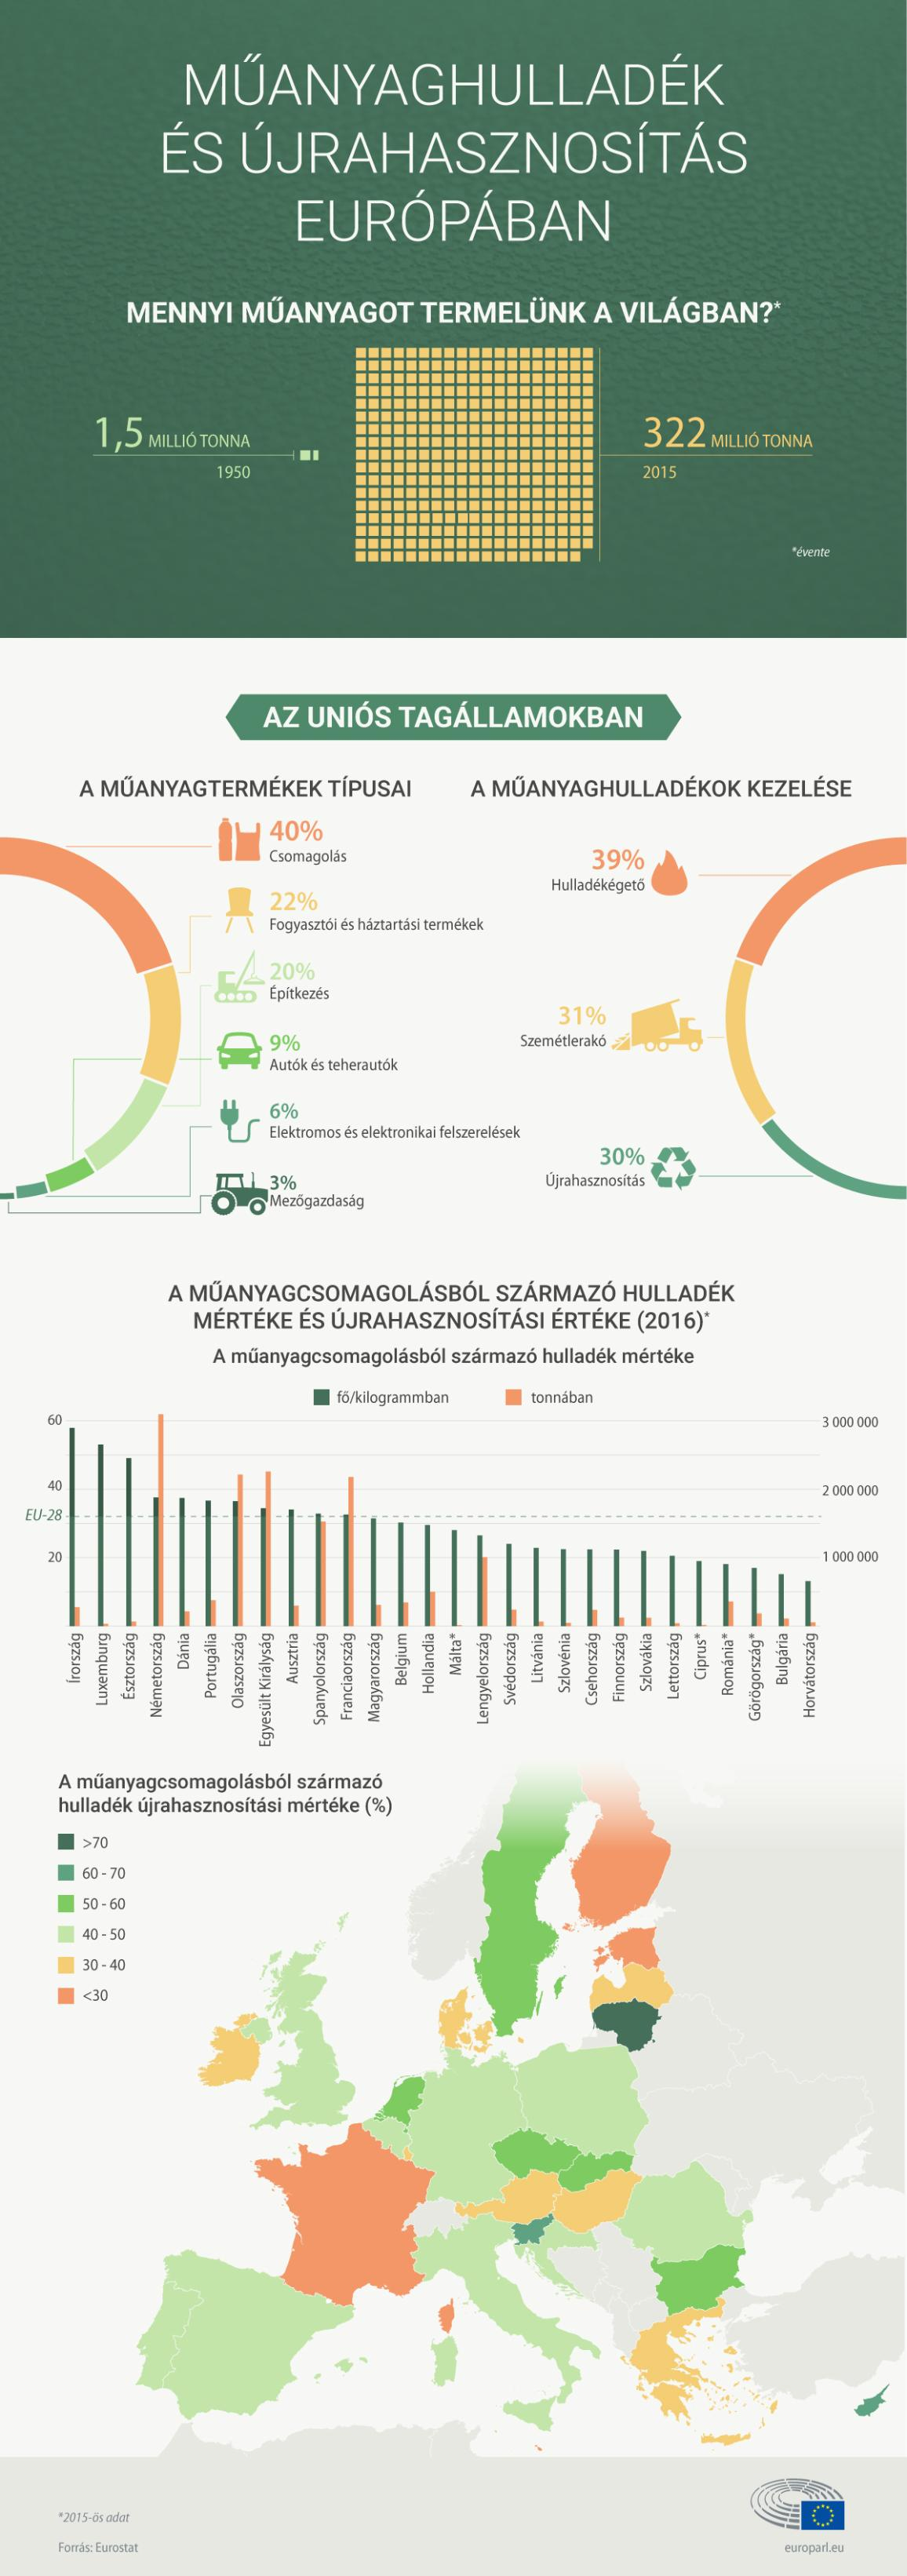 MŰANYAGHULLADÉK
ÉS ÚJRAHASZNOSÍTÁS
EURÓPÁBAN
MENNYI MŰANYAGOT TERMELÜNK A VILÁGBAN?*
1,5 MILLIÓ TONNA
1950
322 MILLIÓ TONNA
2015
*évente
AZ UNIÓS TAGÁLLAMOKBAN
A MŰANYAGTERMÉKEK TÍPUSAI
40%
Csomagolás
22%
Fogyasztói és háztartási termékek
20%
Építkezés
9%
Autók és teherautók
6%
Elektromos és elektronikai felszerelések
3%
Mezőgazdaság
A MŰANYAGHULLADÉKOK KEZELÉSE
39%
Hulladékégető
31%
Szemétlerakó
30%
Újrahasznosítás
A MŰANYAGCSOMAGOLÁSBÓL SZÁRMAZÓ HULLADÉK
MÉRTÉKE ÉS ÚJRAHASZNOSÍTÁSI ÉRTÉKE (2016)*
A műanyagcsomagolásból származó hulladék mértéke
fő/kilogrammban
tonnában
60
40
EU-28
20
3 000 000
2 000 000
1 000 000
Írország
Luxemburg
Észtország
Németország
Dánia
Portugália
Olaszország
Egyesült Királyság
Ausztria
Spanyolország
Franciaország
Magyarország
Belgium
Hollandia
Málta*
Lengyelország
Svédország
Litvánia
Szlovénia
Csehország
Finnország
Szlovákia
Lettország
Ciprus*
Románia*
Görögország*
Bulgária
Horvátország
A műanyagcsomagolásból származó
hulladék újrahasznosítási mértéke (%)
>70
60 - 70
50 - 60
40 - 50
30 - 40
<30
*2015-ös adat
Forrás: Eurostat
europarl.eu